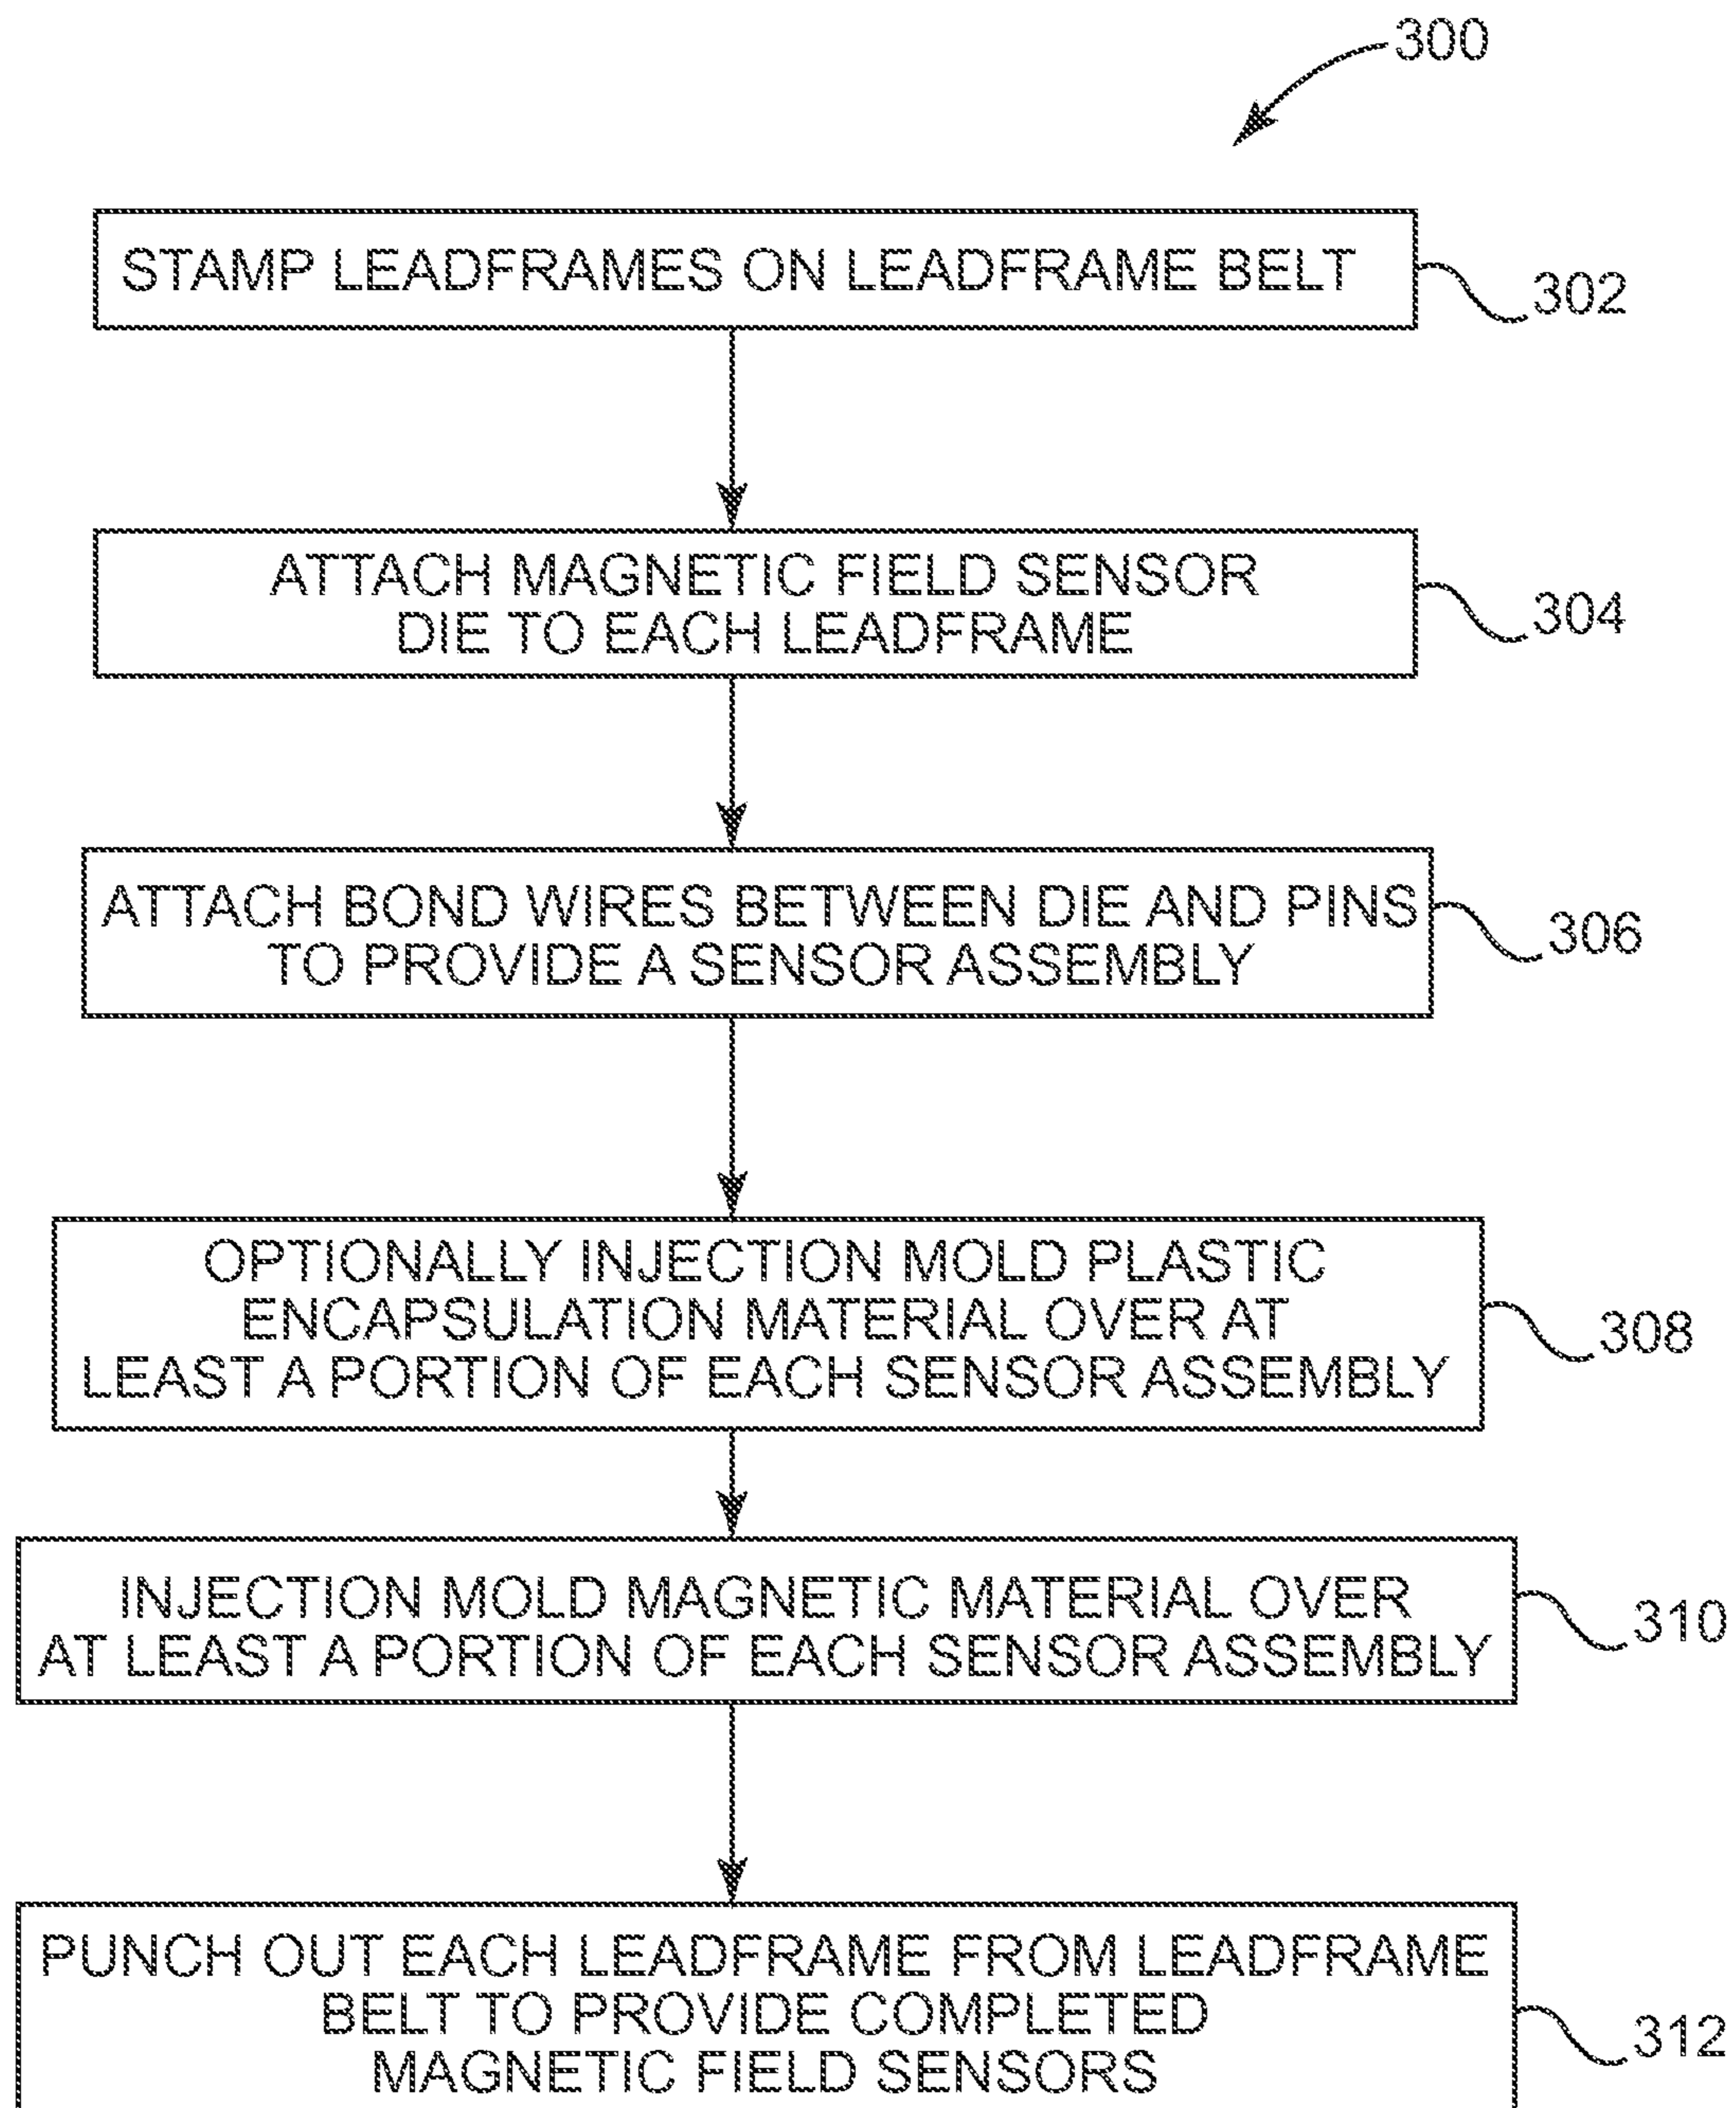 300
STAMP LEADFRAMES ON LEADFRAME BELT
302
ATTACH MAGNETIC FIELD SENSOR
DIE TO EACH LEADFRAME
304
ATTACH BOND WIRES BETWEEN DIE AND PINS
TO PROVIDE A SENSOR ASSEMBLY
306
OPTIONALLY INJECTION MOLD PLASTIC
ENCAPSULATION MATERIAL OVER AT
LEAST A PORTION OF EACH SENSOR ASSEMBLY
308
INJECTION MOLD MAGNETIC MATERIAL OVER
AT LEAST A PORTION OF EACH SENSOR ASSEMBLY
310
PUNCH OUT EACH LEADFRAME FROM LEADFRAME
BELT TO PROVIDE COMPLETED
MAGNETIC FIELD SENSORS
312